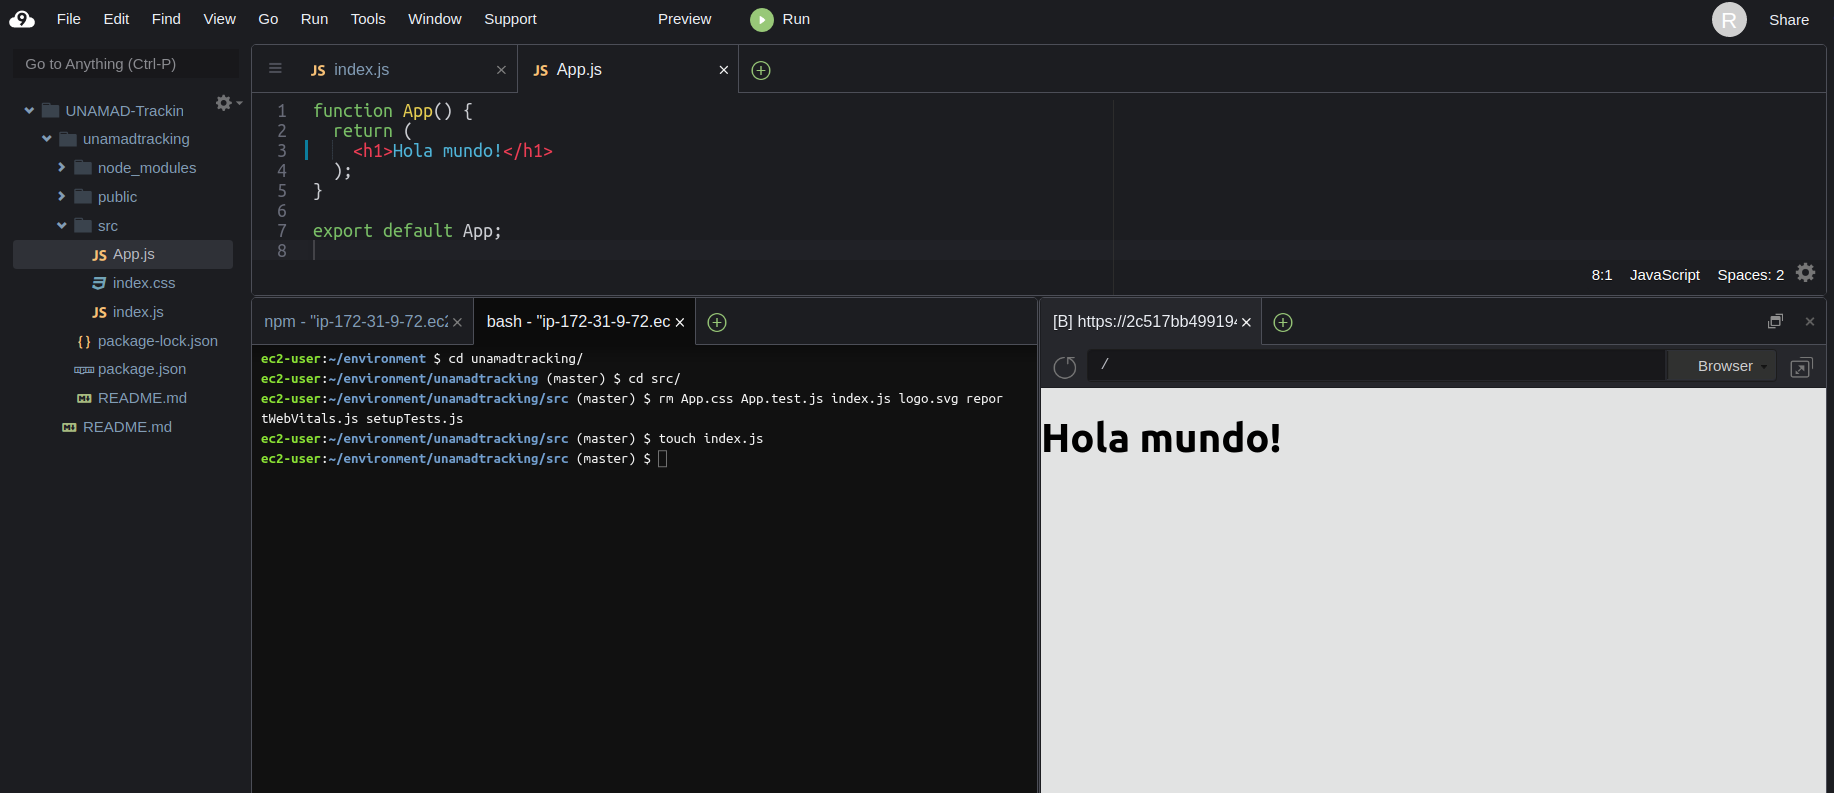 File Edit Find View Go Run Tools Window Support Preview Run R Share
Go to Anything (Ctrl-P)
UNAMAD-Trackin
unamadtracking
node_modules
public
src
JS App.js
index.css
JS index.js
{ } package-lock.json
npm package.json
README.md
README.md
JS index.js × JS App.js ×
1 function App() {
2 return (
3 <h1>Hola mundo!</h1>
4 );
5 }
6
7 export default App;
8
8:1 JavaScript Spaces: 2
npm - "ip-172-31-9-72.ec2 × bash - "ip-172-31-9-72.ec ×
ec2-user:~/environment $ cd unamadtracking/
ec2-user:~/environment/unamadtracking (master) $ cd src/
ec2-user:~/environment/unamadtracking/src (master) $ rm App.css App.test.js index.js logo.svg repor
tWebVitals.js setupTests.js
ec2-user:~/environment/unamadtracking/src (master) $ touch index.js
ec2-user:~/environment/unamadtracking/src (master) $
[B] https://2c517bb499194 ×
/ Browser
Hola mundo!